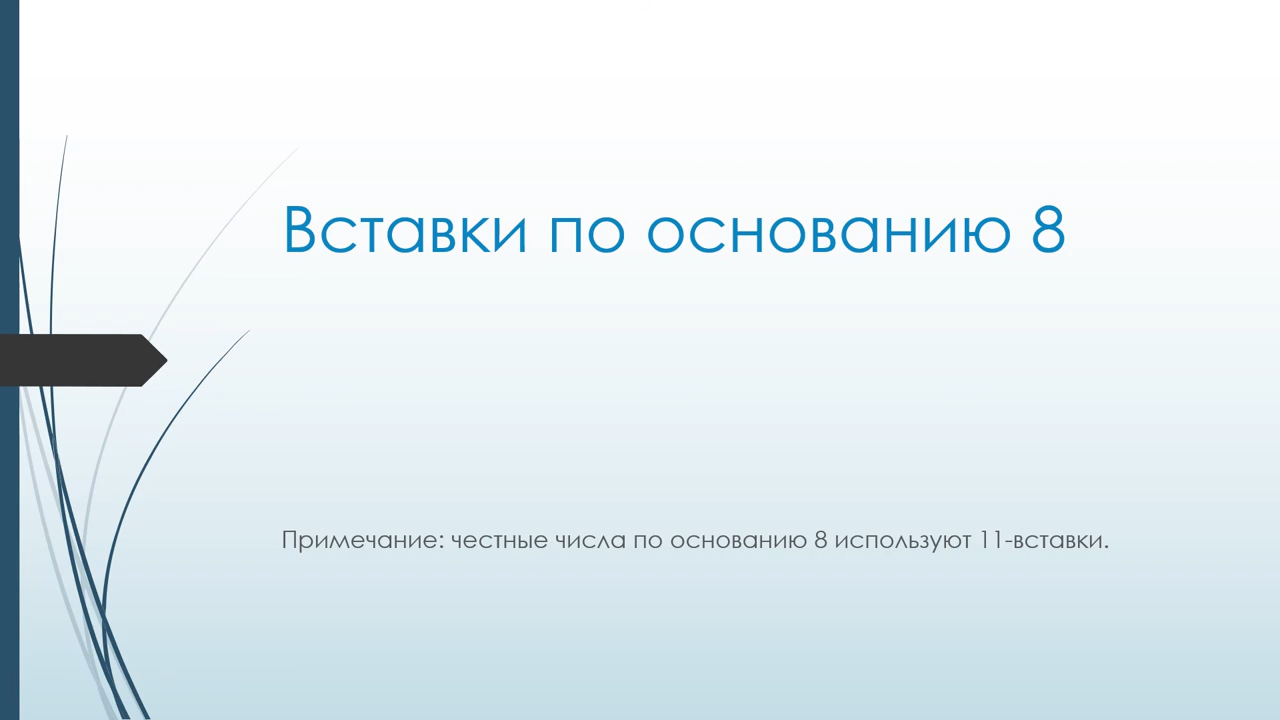 Вставки по основанию 8
Примечание: честные числа по основанию 8 используют 11-вставки.